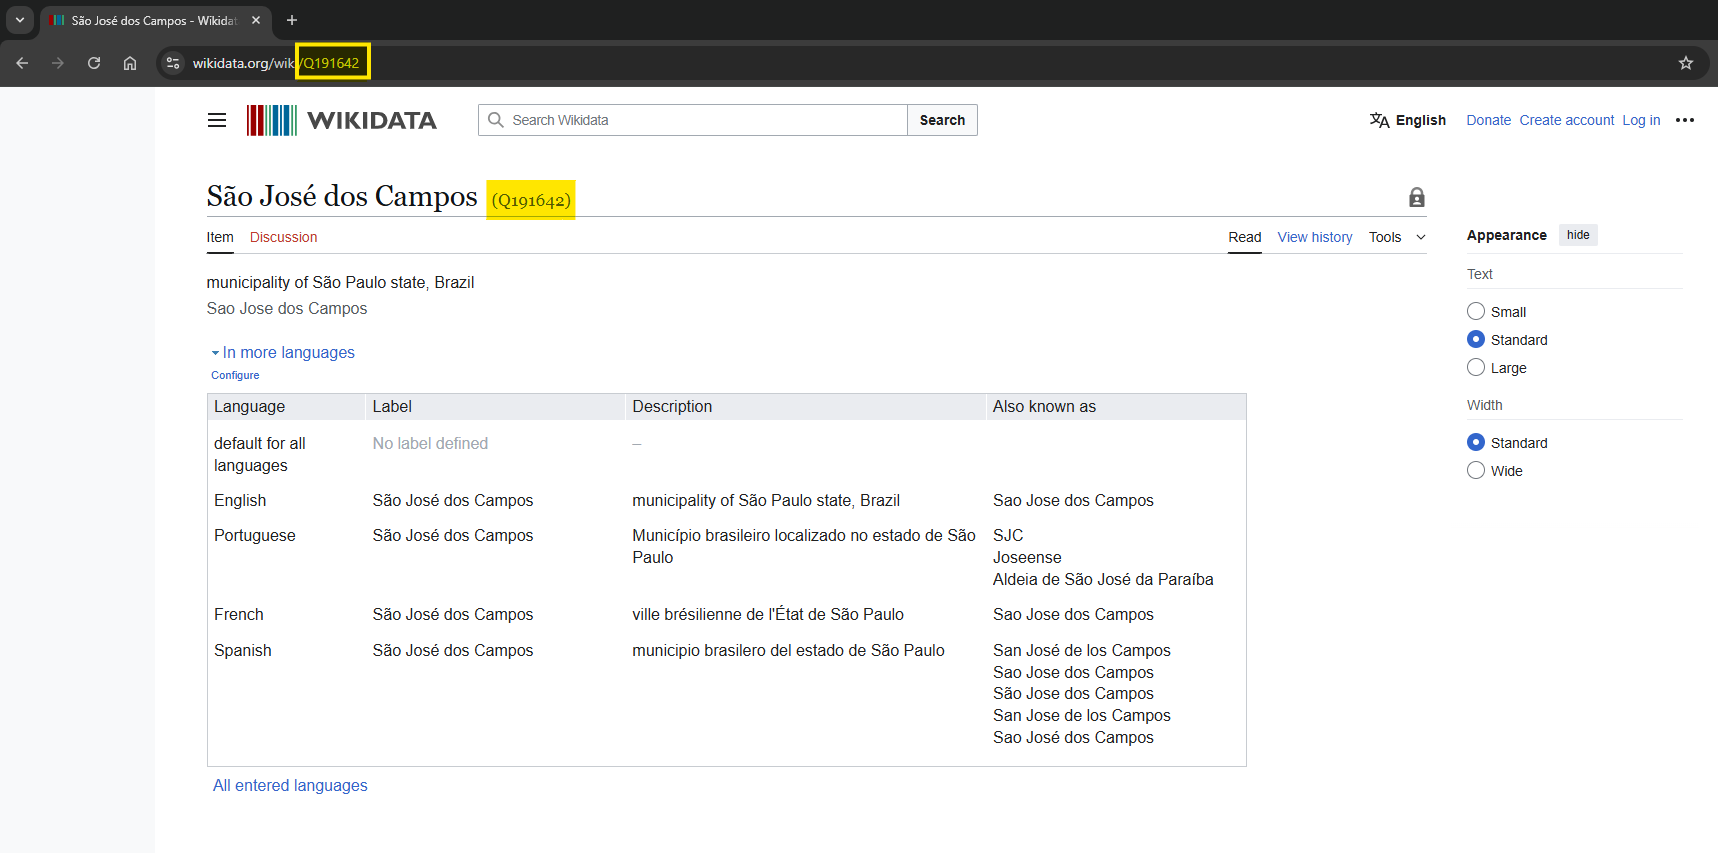 São José dos Campos - Wikidat
wikidata.org/wiki/Q191642
WIKIDATA
Search Wikidata
Search
English
Donate Create account Log in
São José dos Campos (Q191642)
Item Discussion
Read View history Tools
municipality of São Paulo state, Brazil
Sao Jose dos Campos
In more languages
Configure
Language Label Description Also known as
default for all No label defined –
languages
English São José dos Campos municipality of São Paulo state, Brazil Sao Jose dos Campos
Portuguese São José dos Campos Município brasileiro localizado no estado de São SJC
Paulo Joseense
Aldeia de São José da Paraíba
French São José dos Campos ville brésilienne de l'État de São Paulo Sao Jose dos Campos
Spanish São José dos Campos municipio brasilero del estado de São Paulo San José de los Campos
Sao Jose dos Campos
São Jose dos Campos
San Jose de los Campos
Sao José dos Campos
All entered languages
Appearance hide
Text
Small
Standard
Large
Width
Standard
Wide